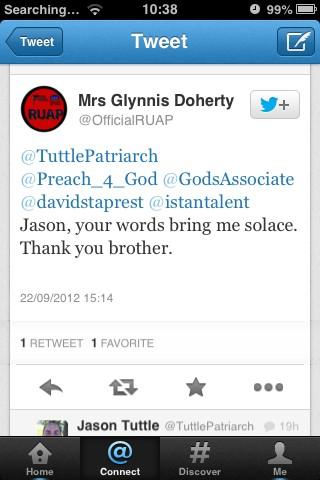 Searching... 10:38 99%
Tweet Tweet
RUAP Mrs Glynnis Doherty
@OfficialRUAP
@TuttlePatriarch
@Preach_4_God @GodsAssociate
@davidstaprest @istantalent
Jason, your words bring me solace.
Thank you brother.
22/09/2012 15:14
1 RETWEET 1 FAVORITE
Jason Tuttle @TuttlePatriarch 19h
Home Connect Discover Me